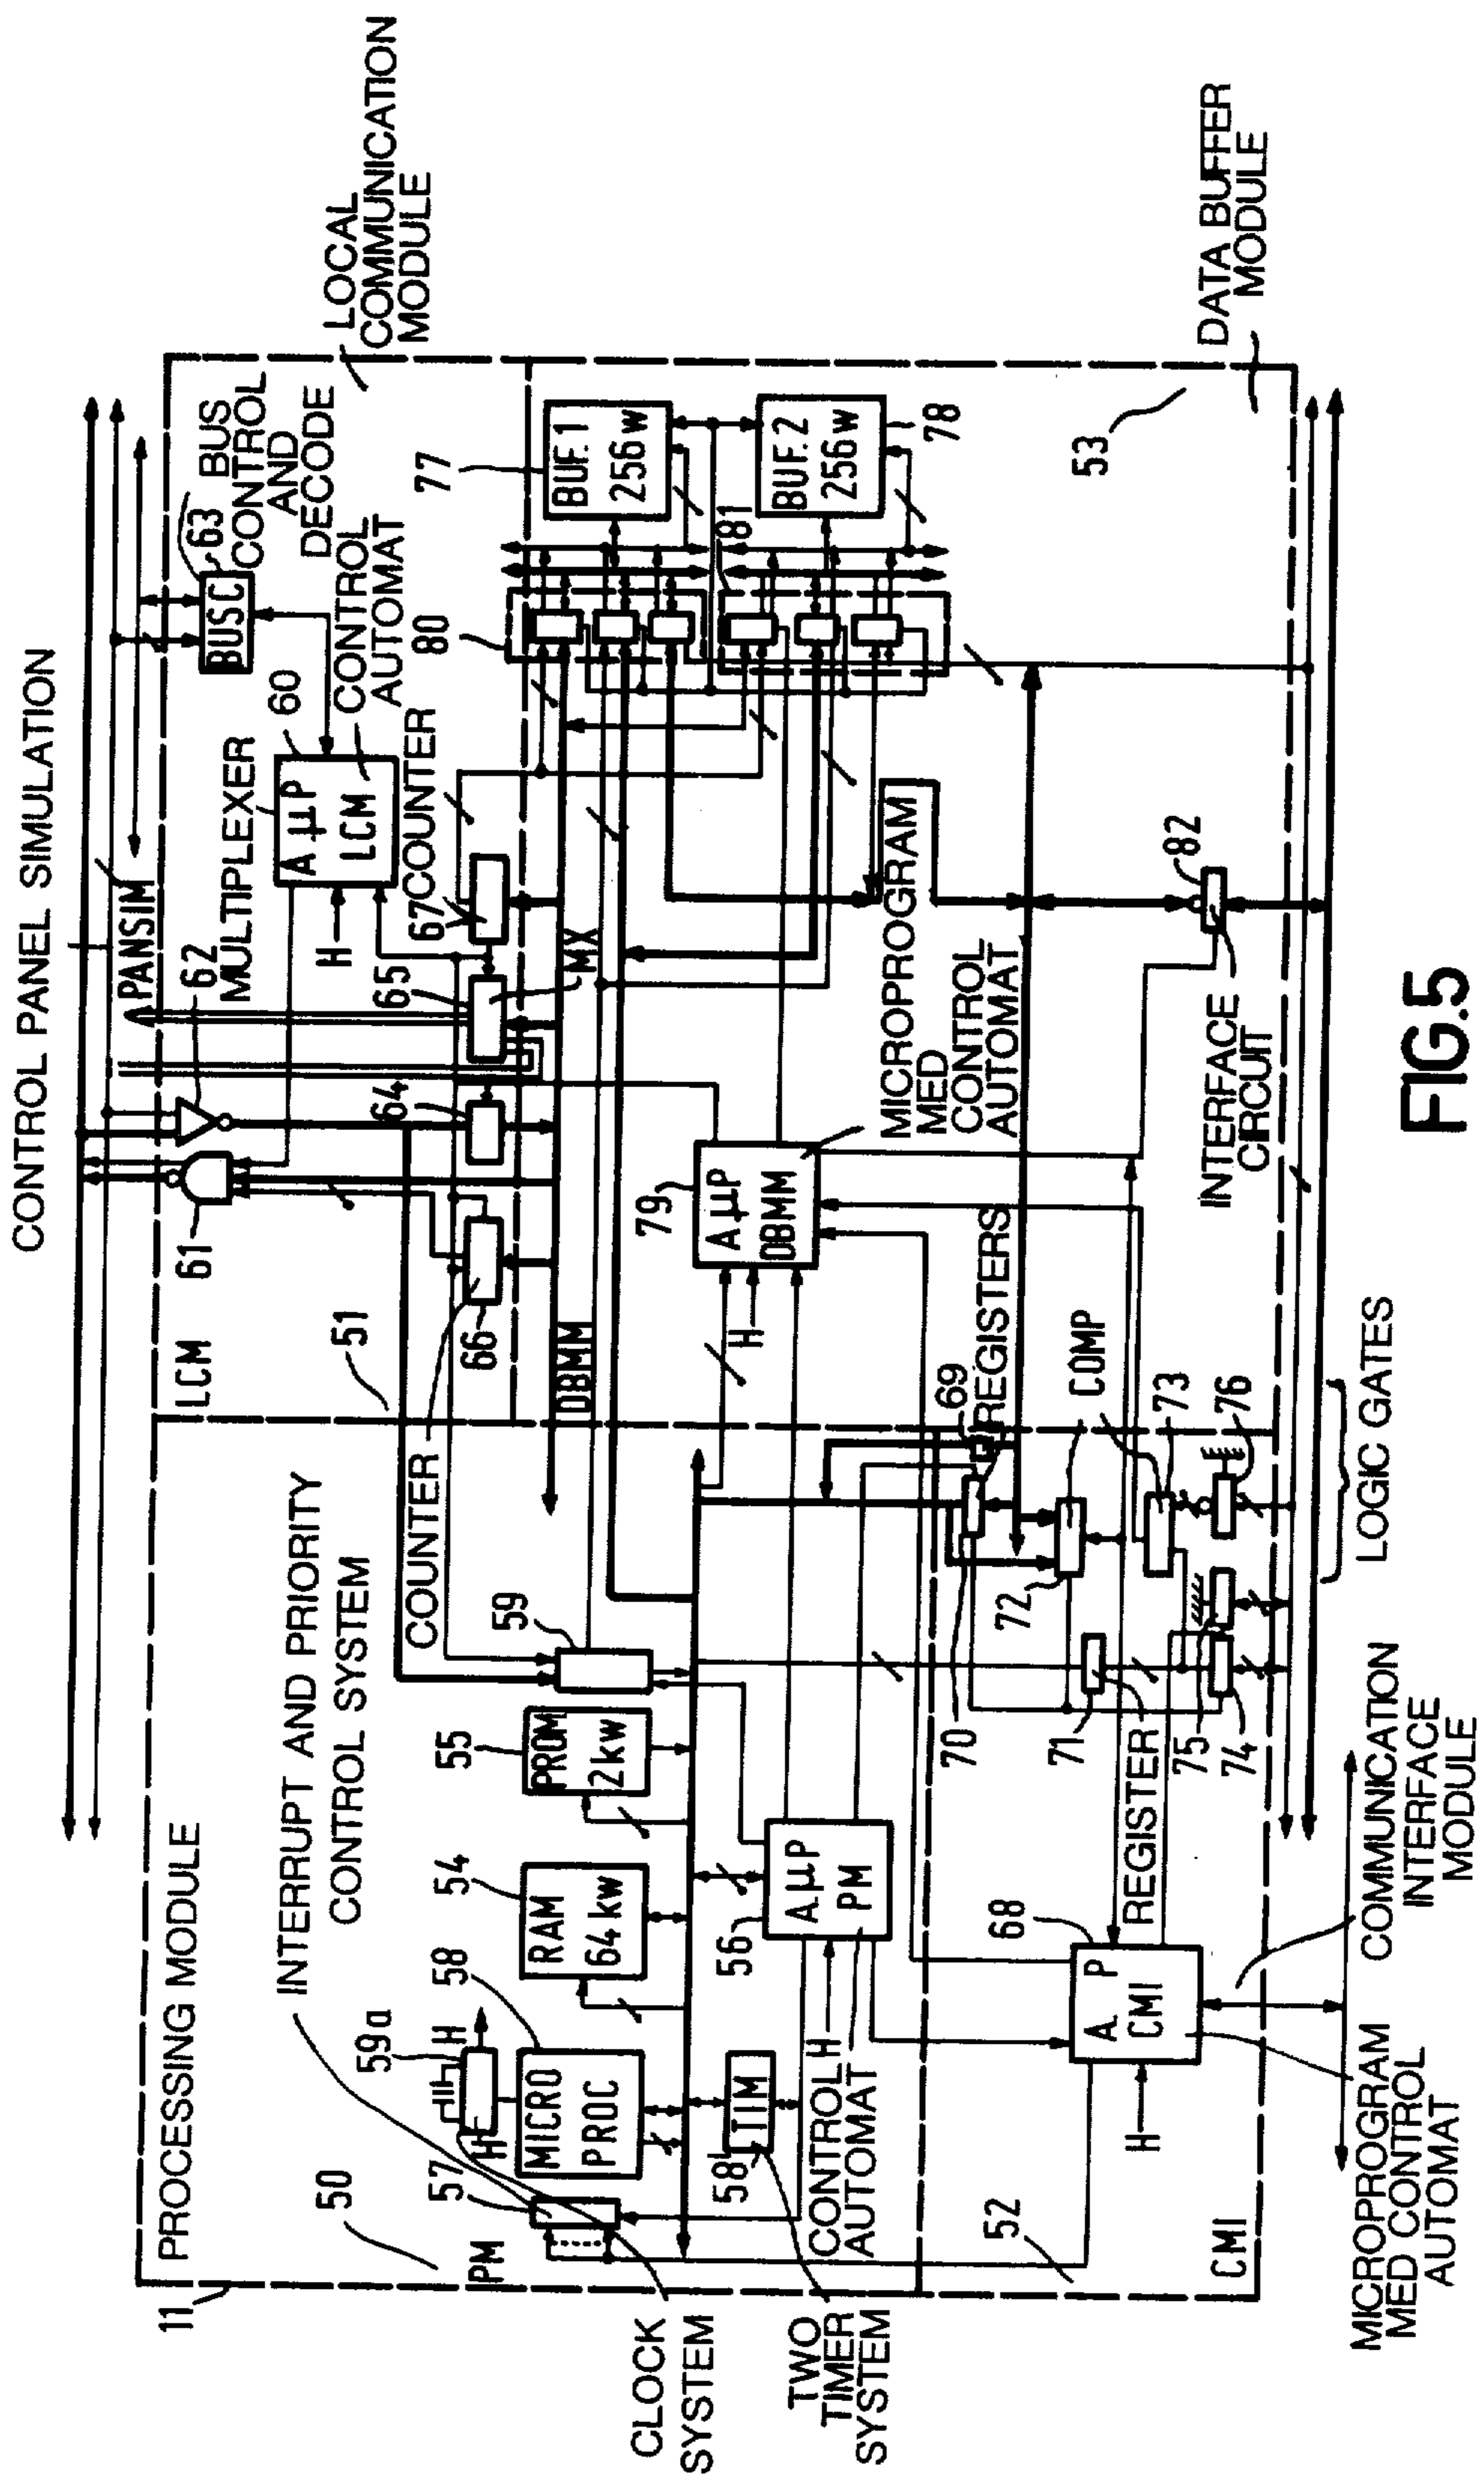 CONTROL PANEL SIMULATION
PROCESSING MODULE
11
50
PM
57
INTERRUPT AND PRIORITY
CONTROL SYSTEM
59a
H
H
58
MICRO
PROC
54
RAM
64kw
55
PROM
2kw
59
58'
TIM
56
AμP
PM
H
CONTROL
AUTOMAT
CLOCK
SYSTEM
TWO
TIMER
SYSTEM
COUNTER
51
LCM
61
62
64
65
66
67
PANSIM
MULTIPLEXER
60
AμP
LCM
H
MX
COUNTER
CONTROL
AUTOMAT
63
BUSC
BUS
CONTROL
AND
DECODE
LOCAL
COMMUNICATION
MODULE
DBMM
79
AμP
DBMM
H
MICROPROGRAM
MED
CONTROL
AUTOMAT
80
81
77
BUF.1
256w
BUF.2
256w
78
53
DATA BUFFER
MODULE
82
INTERFACE
CIRCUIT
52
CMI
68
A P
CMI
H
REGISTER
70
71
72
69
REGISTERS
COMP
73
74
75
76
LOGIC GATES
COMMUNICATION
INTERFACE
MODULE
MICROPROGRAM
MED CONTROL
AUTOMAT
FIG.5